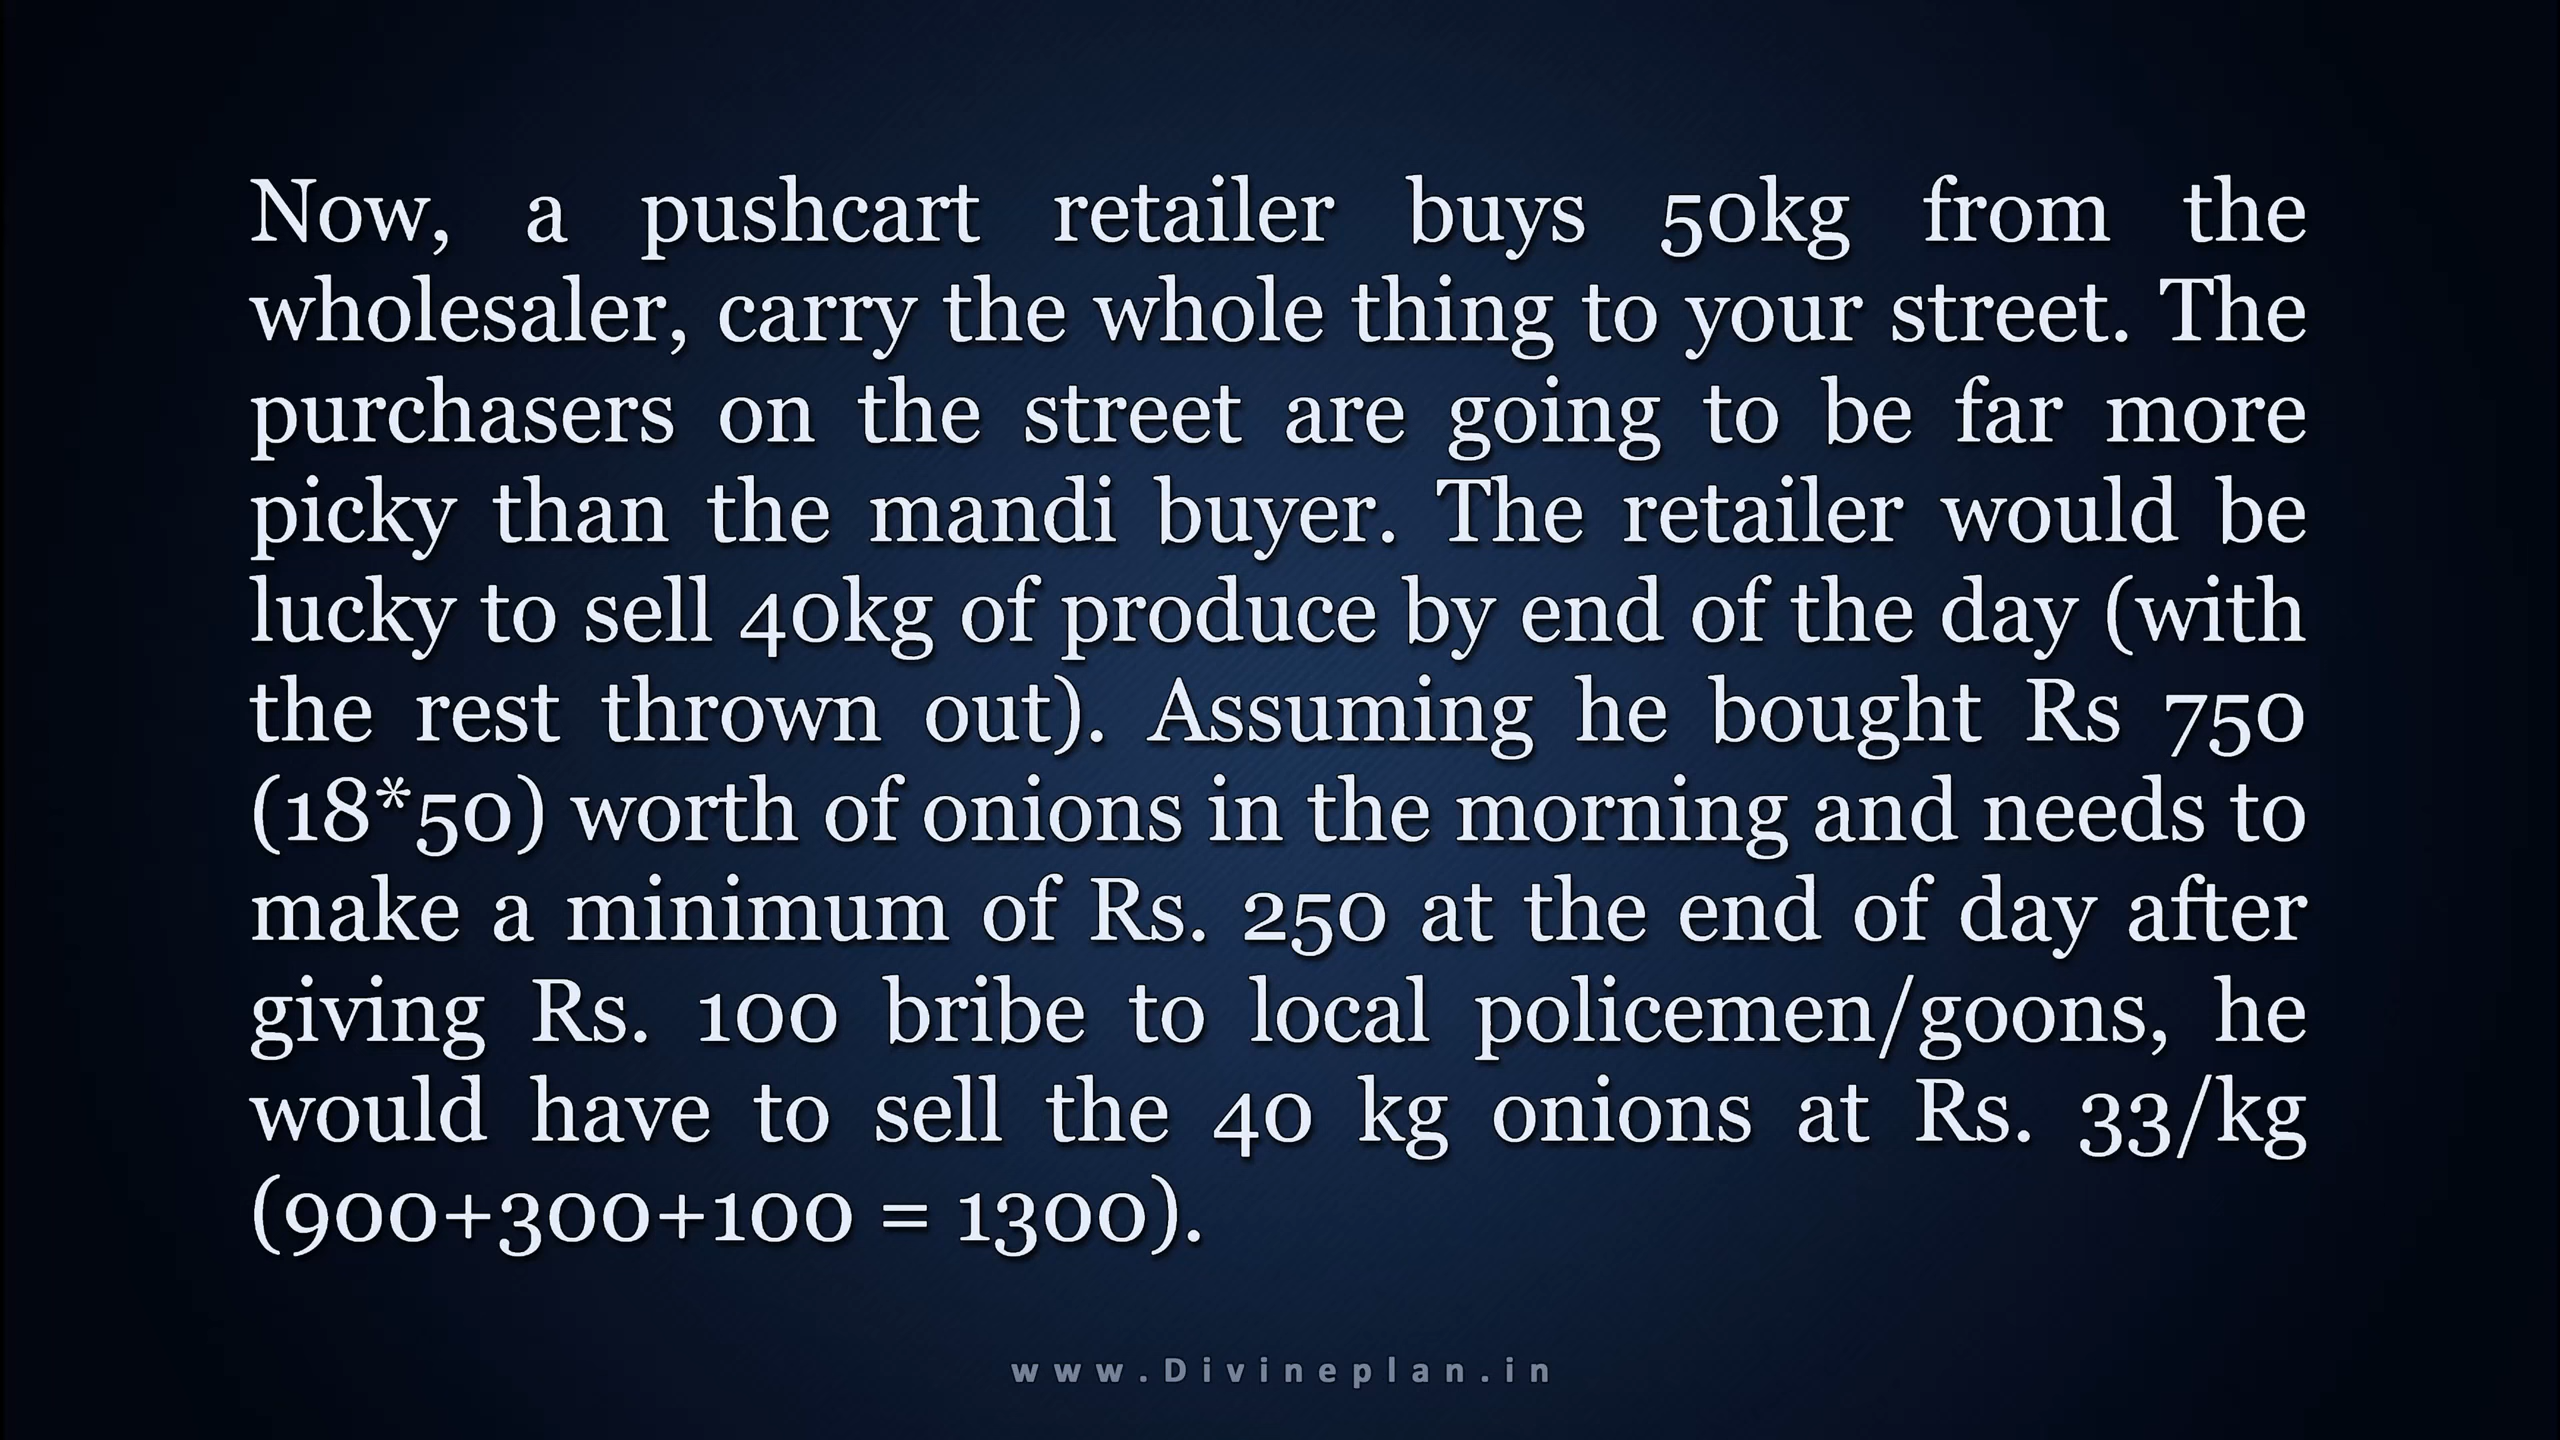 Now, a pushcart retailer buys 50kg from the
wholesaler, carry the whole thing to your street. The
purchasers on the street are going to be far more
picky than the mandi buyer. The retailer would be
lucky to sell 40kg of produce by end of the day (with
the rest thrown out). Assuming he bought Rs 750
(18*50) worth of onions in the morning and needs to
make a minimum of Rs. 250 at the end of day after
giving Rs. 100 bribe to local policemen/goons, he
would have to sell the 40 kg onions at Rs. 33/kg
(900+300+100 = 1300).
www.Divineplan.in